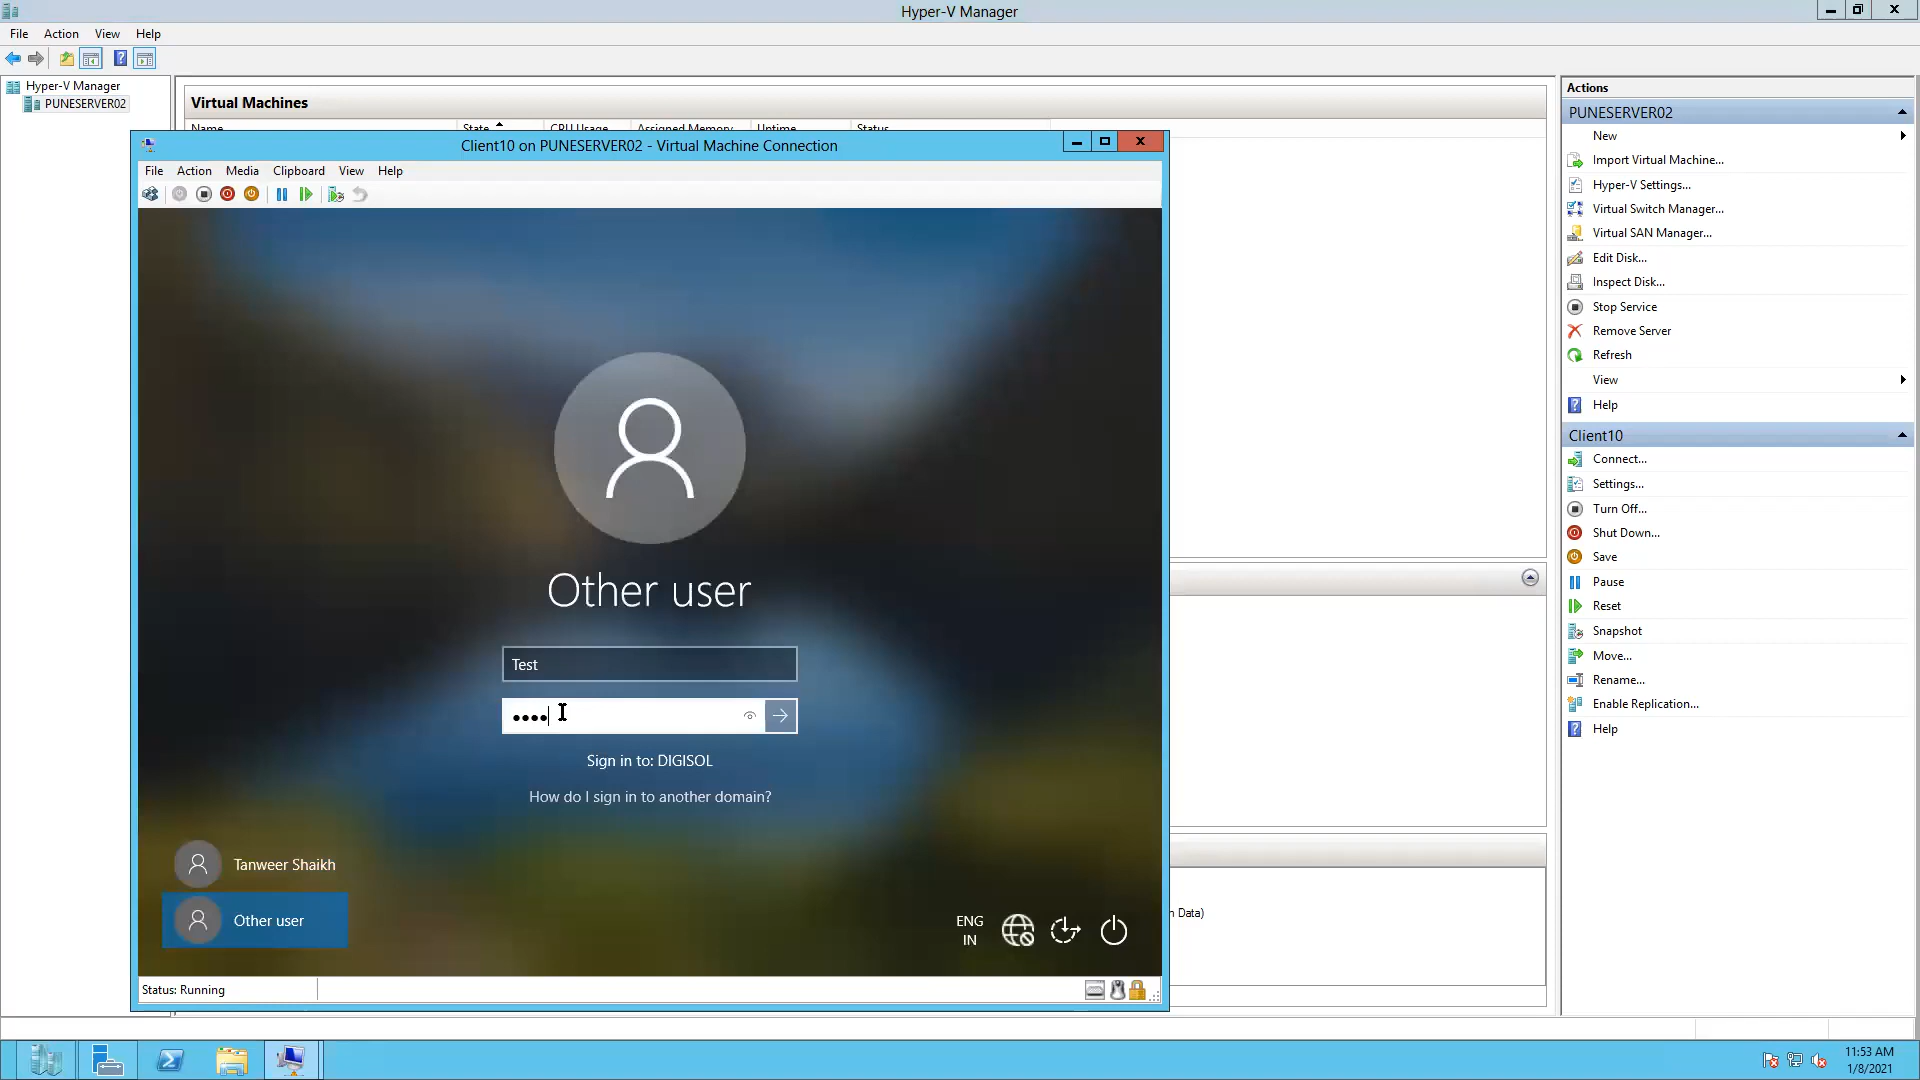 Hyper-V Manager
File Action View Help
Hyper-V Manager
PUNESERVER02
Virtual Machines
Name State CPU Usage Assigned Memory Uptime Status
Client10 on PUNESERVER02 - Virtual Machine Connection
File Action Media Clipboard View Help
Other user
Test
Sign in to: DIGISOL
How do I sign in to another domain?
Tanweer Shaikh
Other user
ENG
IN
Status: Running
n Data)
Actions
PUNESERVER02
New
Import Virtual Machine...
Hyper-V Settings...
Virtual Switch Manager...
Virtual SAN Manager...
Edit Disk...
Inspect Disk...
Stop Service
Remove Server
Refresh
View
Help
Client10
Connect...
Settings...
Turn Off...
Shut Down...
Save
Pause
Reset
Snapshot
Move...
Rename...
Enable Replication...
Help
11:53 AM
1/8/2021